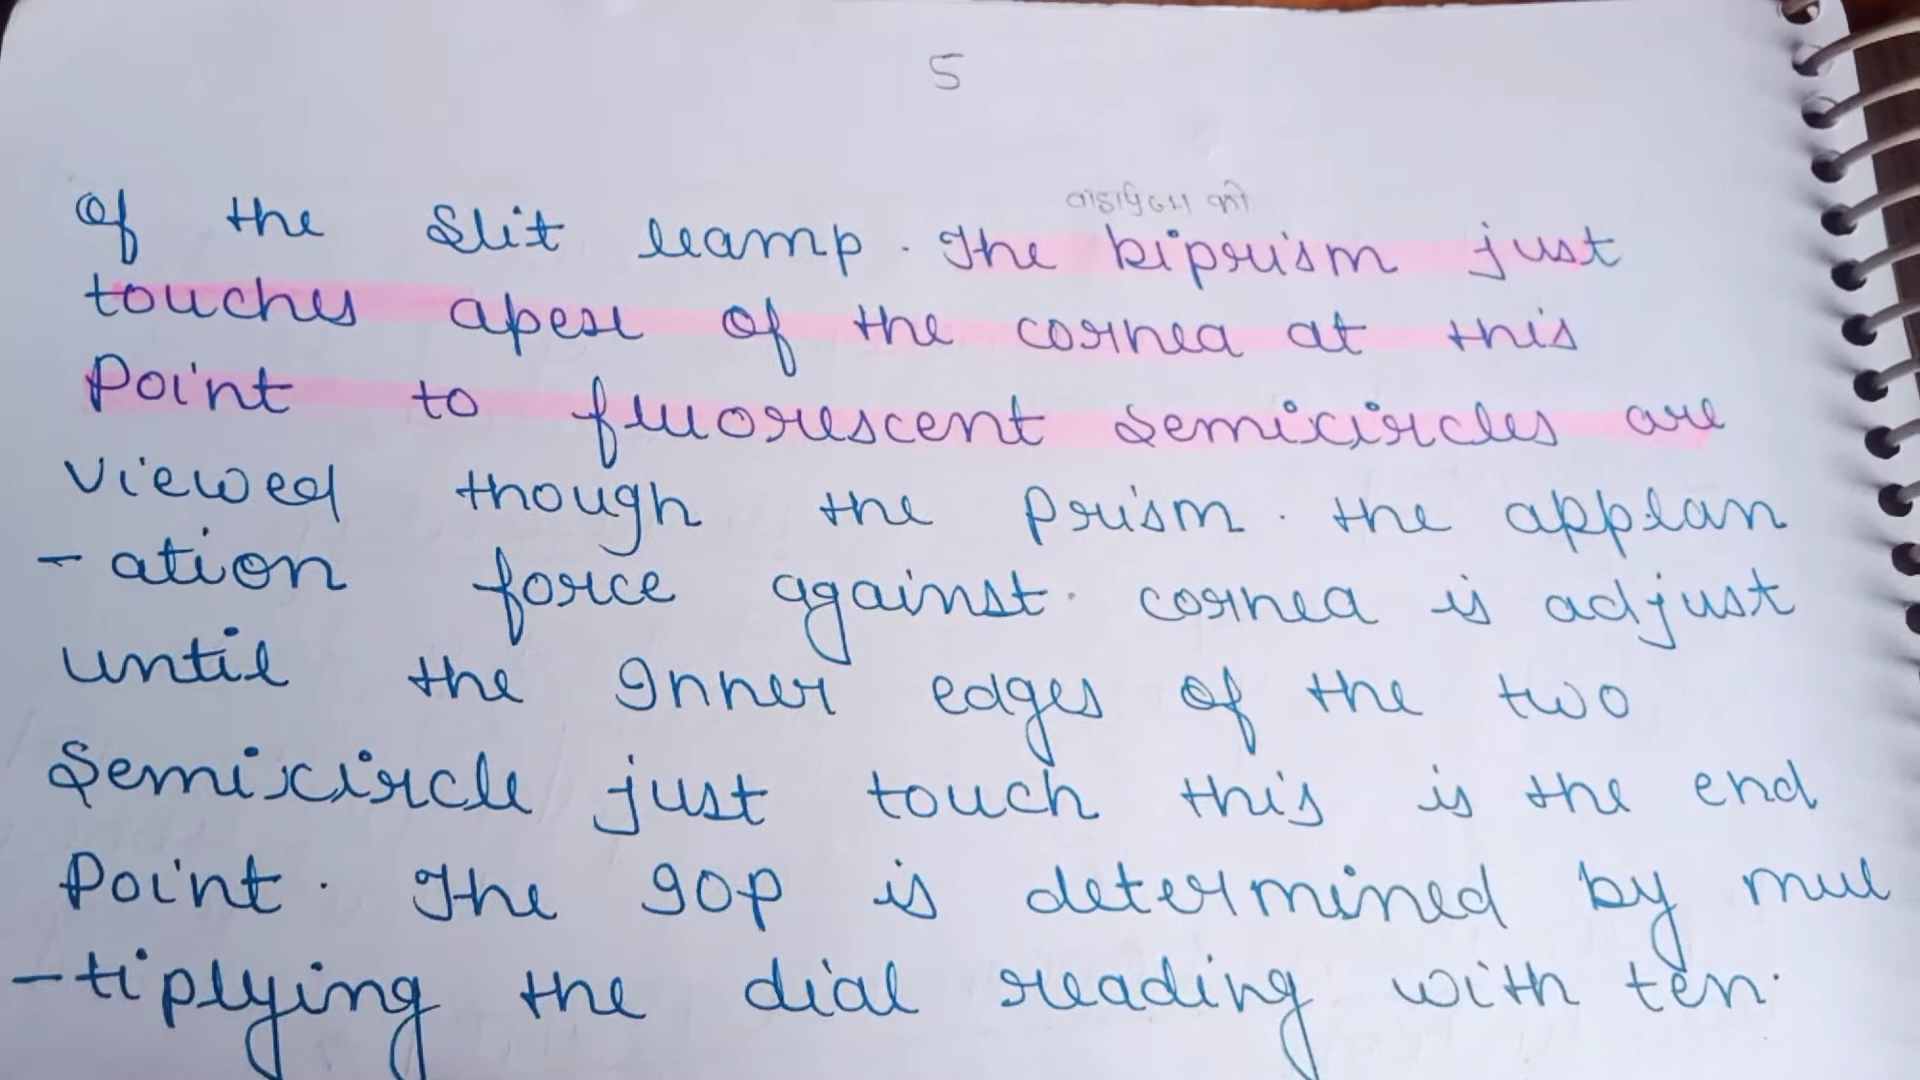 5
को
of the Slit leamp. The biprism just
touches apex of the cornea at this
Point to fluorescent semicircles are
viewed though the prism. the applan
-ation force against. cornea is adjust
until the Inner edges of the two
Semicircle just touch this is the end
Point. The IOP is determined by mul
-tiplying the dial reading with ten.